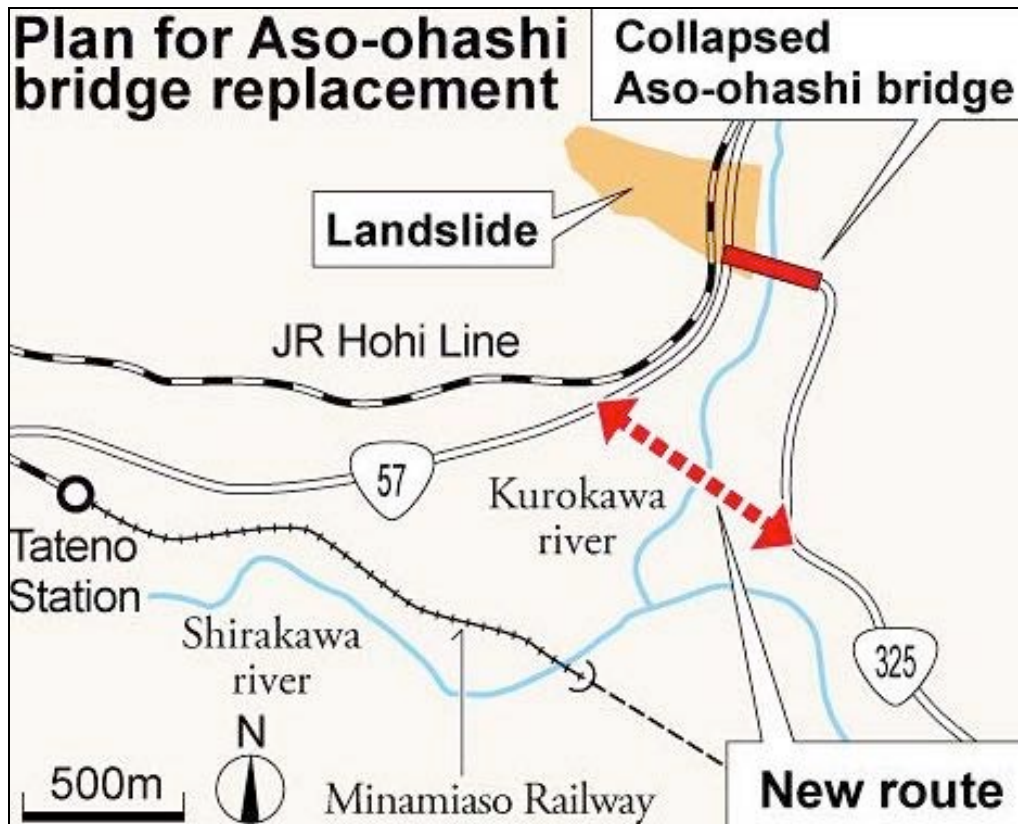 Plan for Aso-ohashi
bridge replacement
Collapsed
Aso-ohashi bridge
Landslide
JR Hohi Line
57
Kurokawa
river
Tateno
Station
Shirakawa
river
325
N
500m
Minamiaso Railway
New route